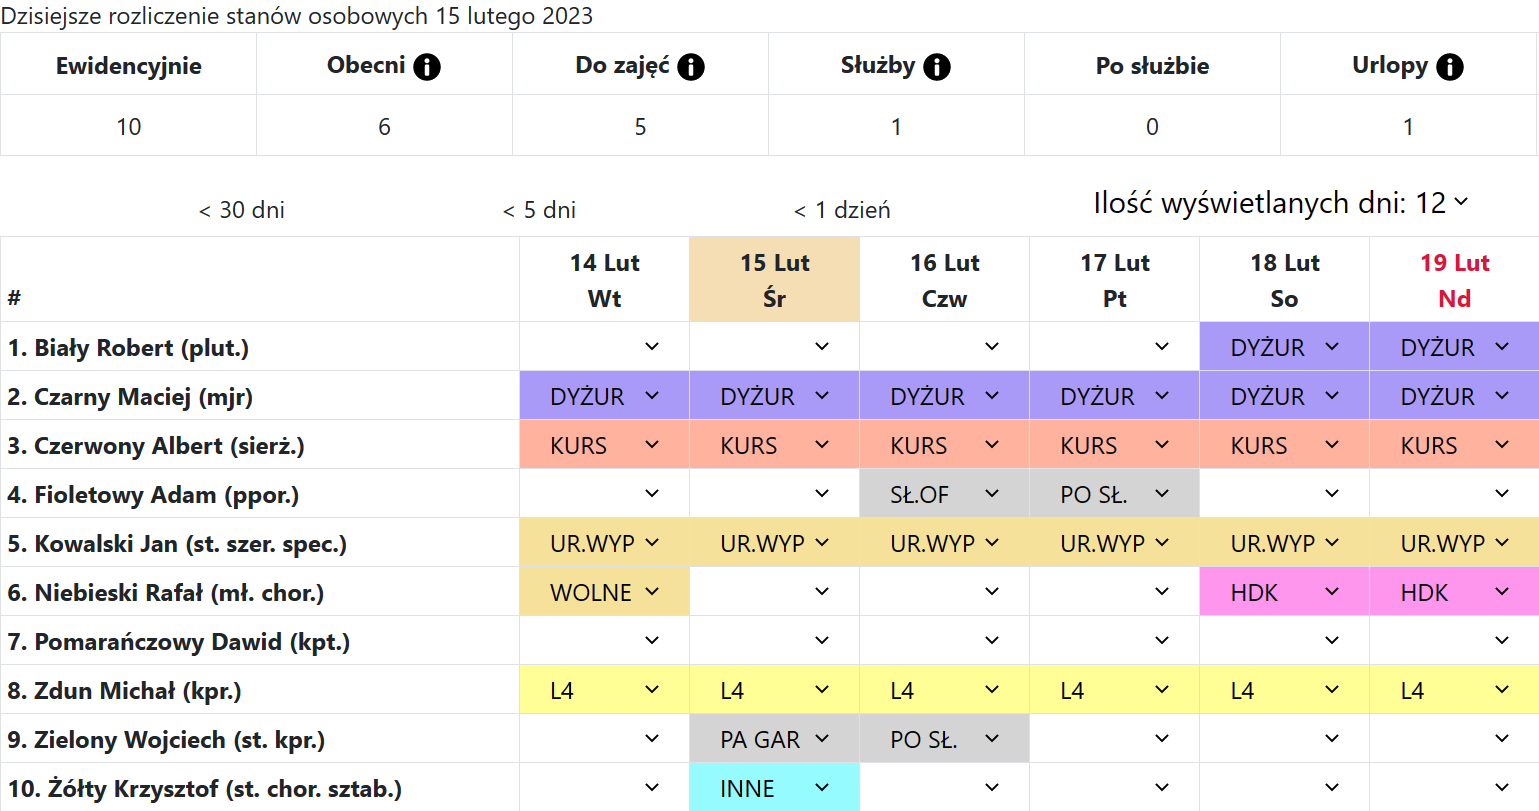 Dzisiejsze rozliczenie stanów osobowych 15 lutego 2023
Ewidencyjnie Obecni Do zajęć Służby Po służbie Urlopy
10 6 5 1 0 1
< 30 dni < 5 dni < 1 dzień Ilość wyświetlanych dni: 12
# 14 Lut Wt 15 Lut Śr 16 Lut Czw 17 Lut Pt 18 Lut So 19 Lut Nd
1. Biały Robert (plut.) DYŻUR DYŻUR
2. Czarny Maciej (mjr) DYŻUR DYŻUR DYŻUR DYŻUR DYŻUR DYŻUR
3. Czerwony Albert (sierż.) KURS KURS KURS KURS KURS KURS
4. Fioletowy Adam (ppor.) SŁ.OF PO SŁ.
5. Kowalski Jan (st. szer. spec.) UR.WYP UR.WYP UR.WYP UR.WYP UR.WYP UR.WYP
6. Niebieski Rafał (mł. chor.) WOLNE HDK HDK
7. Pomarańczowy Dawid (kpt.)
8. Zdun Michał (kpr.) L4 L4 L4 L4 L4 L4
9. Zielony Wojciech (st. kpr.) PA GAR PO SŁ.
10. Żółty Krzysztof (st. chor. sztab.) INNE